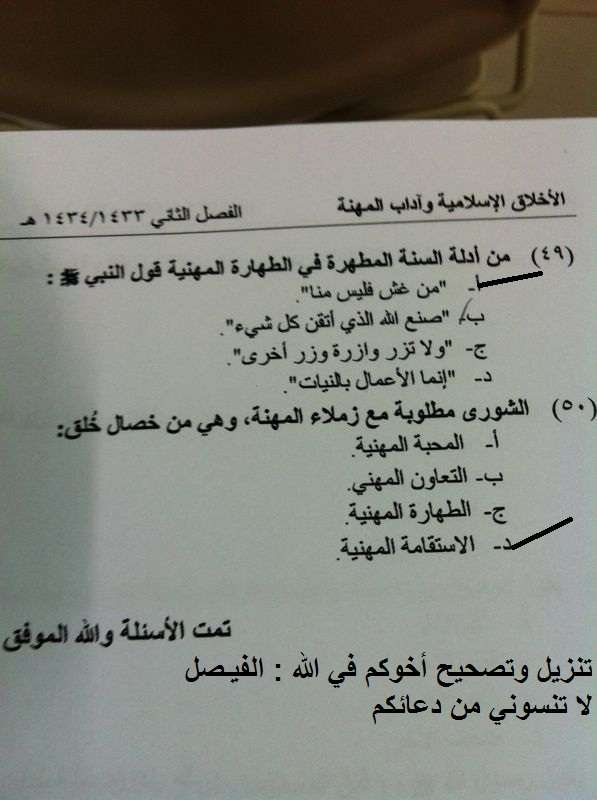 الأخلاق الإسلامية وآداب المهنة
الفصل الثاني ١٤٣٤/١٤٣٣ هـ
(٤٩) من أدلة السنة المطهرة في الطهارة المهنية قول النبي ﷺ :
أ- "من غش فليس منا".
ب- "صنع الله الذي أتقن كل شيء".
ج- "ولا تزر وازرة وزر أخرى".
د- "إنما الأعمال بالنيات".
(٥٠) الشورى مطلوبة مع زملاء المهنة، وهي من خصال خُلق:
أ- المحبة المهنية.
ب- التعاون المهني.
ج- الطهارة المهنية.
د- الاستقامة المهنية.
تمت الأسئلة والله الموفق
تنزيل وتصحيح أخوكم في الله : الفيصل
لا تنسوني من دعائكم